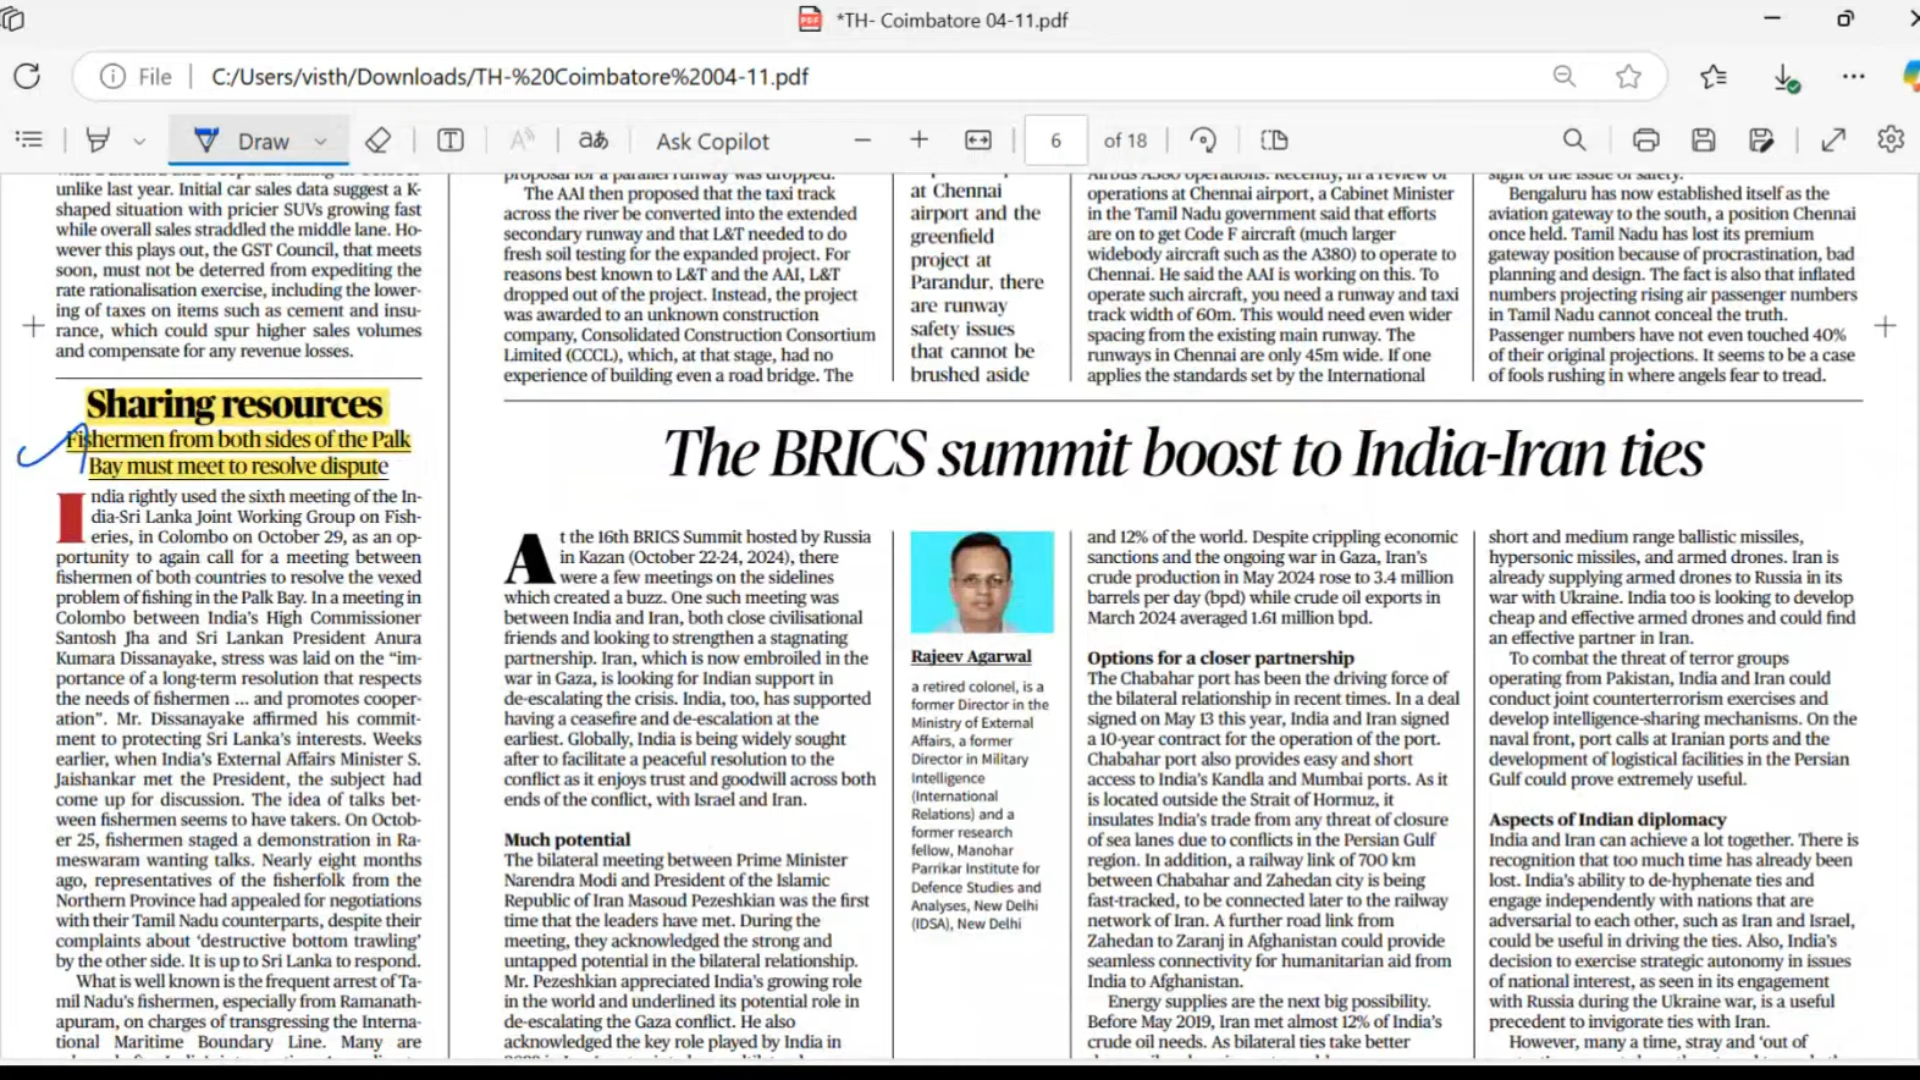 *TH- Coimbatore 04-11.pdf
File
C:/Users/visth/Downloads/TH-%20Coimbatore%2004-11.pdf
Draw
Ask Copilot
6
of 18
unlike last year. Initial car sales data suggest a K-
shaped situation with pricier SUVs growing fast
while overall sales straddled the middle lane. Ho-
wever this plays out, the GST Council, that meets
soon, must not be deterred from expediting the
rate rationalisation exercise, including the lower-
ing of taxes on items such as cement and insu-
rance, which could spur higher sales volumes
and compensate for any revenue losses.
Sharing resources
Fishermen from both sides of the Palk
Bay must meet to resolve dispute
India rightly used the sixth meeting of the In-
dia-Sri Lanka Joint Working Group on Fish-
eries, in Colombo on October 29, as an op-
portunity to again call for a meeting between
fishermen of both countries to resolve the vexed
problem of fishing in the Palk Bay. In a meeting in
Colombo between India's High Commissioner
Santosh Jha and Sri Lankan President Anura
Kumara Dissanayake, stress was laid on the “im-
portance of a long-term resolution that respects
the needs of fishermen ... and promotes cooper-
ation”. Mr. Dissanayake affirmed his commit-
ment to protecting Sri Lanka's interests. Weeks
earlier, when India's External Affairs Minister S.
Jaishankar met the President, the subject had
come up for discussion. The idea of talks bet-
ween fishermen seems to have takers. On Octob-
er 25, fishermen staged a demonstration in Ra-
meswaram wanting talks. Nearly eight months
ago, representatives of the fisherfolk from the
Northern Province had appealed for negotiations
with their Tamil Nadu counterparts, despite their
complaints about ‘destructive bottom trawling’
by the other side. It is up to Sri Lanka to respond.
What is well known is the frequent arrest of Ta-
mil Nadu's fishermen, especially from Ramanath-
apuram, on charges of transgressing the Interna-
tional Maritime Boundary Line. Many are
proposal for a parallel runway was dropped.
The AAI then proposed that the taxi track
across the river be converted into the extended
secondary runway and that L&T needed to do
fresh soil testing for the expanded project. For
reasons best known to L&T and the AAI, L&T
dropped out of the project. Instead, the project
was awarded to an unknown construction
company, Consolidated Construction Consortium
Limited (CCCL), which, at that stage, had no
experience of building even a road bridge. The
at Chennai
airport and the
greenfield
project at
Parandur, there
are runway
safety issues
that cannot be
brushed aside
Airbus A380 operations. Recently, in a review of
operations at Chennai airport, a Cabinet Minister
in the Tamil Nadu government said that efforts
are on to get Code F aircraft (much larger
widebody aircraft such as the A380) to operate to
Chennai. He said the AAI is working on this. To
operate such aircraft, you need a runway and taxi
track width of 60m. This would need even wider
spacing from the existing main runway. The
runways in Chennai are only 45m wide. If one
applies the standards set by the International
sight of the issue of safety.
Bengaluru has now established itself as the
aviation gateway to the south, a position Chennai
once held. Tamil Nadu has lost its premium
gateway position because of procrastination, bad
planning and design. The fact is also that inflated
numbers projecting rising air passenger numbers
in Tamil Nadu cannot conceal the truth.
Passenger numbers have not even touched 40%
of their original projections. It seems to be a case
of fools rushing in where angels fear to tread.
The BRICS summit boost to India-Iran ties
At the 16th BRICS Summit hosted by Russia
in Kazan (October 22-24, 2024), there
were a few meetings on the sidelines
which created a buzz. One such meeting was
between India and Iran, both close civilisational
friends and looking to strengthen a stagnating
partnership. Iran, which is now embroiled in the
war in Gaza, is looking for Indian support in
de-escalating the crisis. India, too, has supported
having a ceasefire and de-escalation at the
earliest. Globally, India is being widely sought
after to facilitate a peaceful resolution to the
conflict as it enjoys trust and goodwill across both
ends of the conflict, with Israel and Iran.
Much potential
The bilateral meeting between Prime Minister
Narendra Modi and President of the Islamic
Republic of Iran Masoud Pezeshkian was the first
time that the leaders have met. During the
meeting, they acknowledged the strong and
untapped potential in the bilateral relationship.
Mr. Pezeshkian appreciated India's growing role
in the world and underlined its potential role in
de-escalating the Gaza conflict. He also
acknowledged the key role played by India in
Rajeev Agarwal
a retired colonel, is a
former Director in the
Ministry of External
Affairs, a former
Director in Military
Intelligence
(International
Relations) and a
former research
fellow, Manohar
Parrikar Institute for
Defence Studies and
Analyses, New Delhi
(IDSA), New Delhi
and 12% of the world. Despite crippling economic
sanctions and the ongoing war in Gaza, Iran's
crude production in May 2024 rose to 3.4 million
barrels per day (bpd) while crude oil exports in
March 2024 averaged 1.61 million bpd.
Options for a closer partnership
The Chabahar port has been the driving force of
the bilateral relationship in recent times. In a deal
signed on May 13 this year, India and Iran signed
a 10-year contract for the operation of the port.
Chabahar port also provides easy and short
access to India's Kandla and Mumbai ports. As it
is located outside the Strait of Hormuz, it
insulates India's trade from any threat of closure
of sea lanes due to conflicts in the Persian Gulf
region. In addition, a railway link of 700 km
between Chabahar and Zahedan city is being
fast-tracked, to be connected later to the railway
network of Iran. A further road link from
Zahedan to Zaranj in Afghanistan could provide
seamless connectivity for humanitarian aid from
India to Afghanistan.
Energy supplies are the next big possibility.
Before May 2019, Iran met almost 12% of India's
crude oil needs. As bilateral ties take better
short and medium range ballistic missiles,
hypersonic missiles, and armed drones. Iran is
already supplying armed drones to Russia in its
war with Ukraine. India too is looking to develop
cheap and effective armed drones and could find
an effective partner in Iran.
To combat the threat of terror groups
operating from Pakistan, India and Iran could
conduct joint counterterrorism exercises and
develop intelligence-sharing mechanisms. On the
naval front, port calls at Iranian ports and the
development of logistical facilities in the Persian
Gulf could prove extremely useful.
Aspects of Indian diplomacy
India and Iran can achieve a lot together. There is
recognition that too much time has already been
lost. India's ability to de-hyphenate ties and
engage independently with nations that are
adversarial to each other, such as Iran and Israel,
could be useful in driving the ties. Also, India's
decision to exercise strategic autonomy in issues
of national interest, as seen in its engagement
with Russia during the Ukraine war, is a useful
precedent to invigorate ties with Iran.
However, many a time, stray and ‘out of